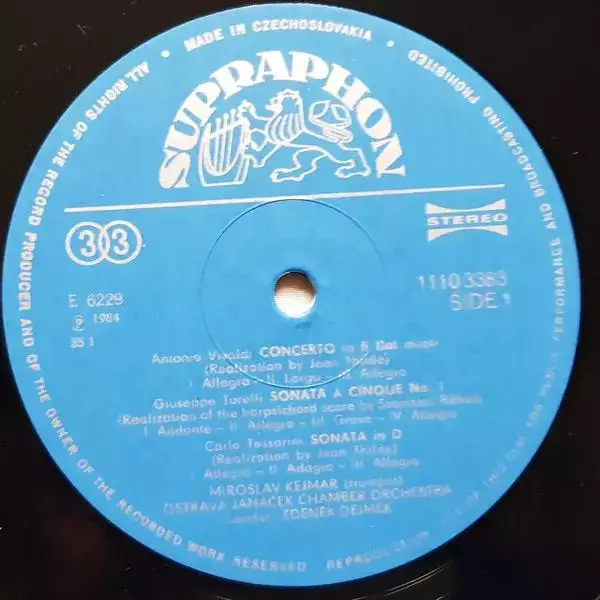 ALL RIGHTS OF THE RECORD PRODUCER AND OF THE OWNER OF THE RECORDED WORK RESERVED
MADE IN CZECHOSLOVAKIA
REPRODUCTION PERFORMANCE AND BROADCASTING PROHIBITED
SUPRAPHON
33
STEREO
E 6229
℗ 1984
85 1
1110 3383
SIDE 1
Antonio Vivaldi CONCERTO in B flat major
(Realization by Jean Thilde)
I Allegro – II Largo – III Allegro
Giuseppe Torelli SONATA A CINQUE No. 1
(Realization of the harpsichord score by
I Andante – II Allegro – III Grave – IV Allegro
Carlo Tessarini SONATA in D
(Realization by Jean Thilde)
I Allegro – II Adagio – III Allegro
MIROSLAV KEJMAR (trumpet)
OSTRAVA JANÁČEK CHAMBER ORCHESTRA
ZDENĚK DEJMEK